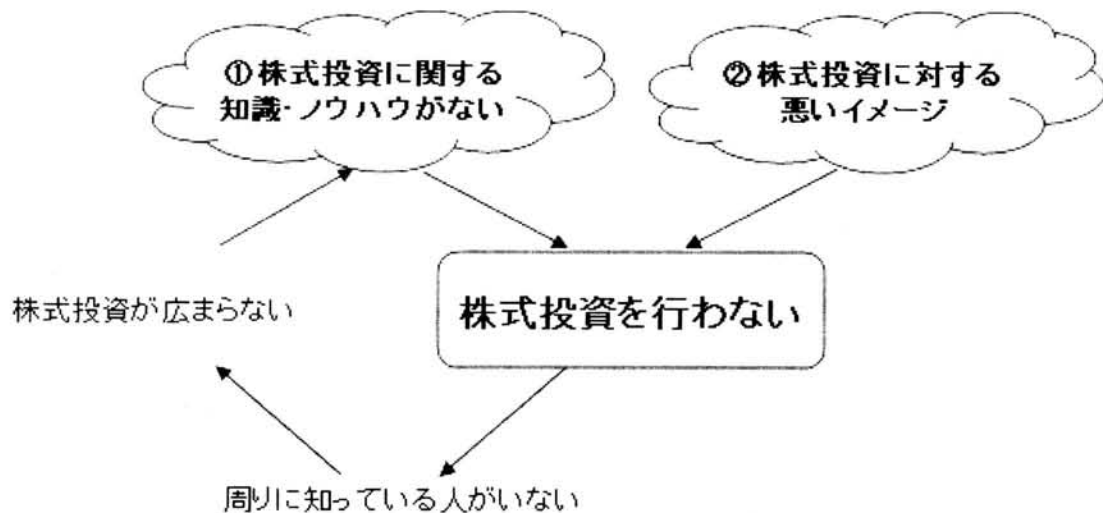 ①株式投資に関する
知識・ノウハウがない
②株式投資に対する
悪いイメージ
株式投資が広まらない
株式投資を行わない
周りに知っている人がいない